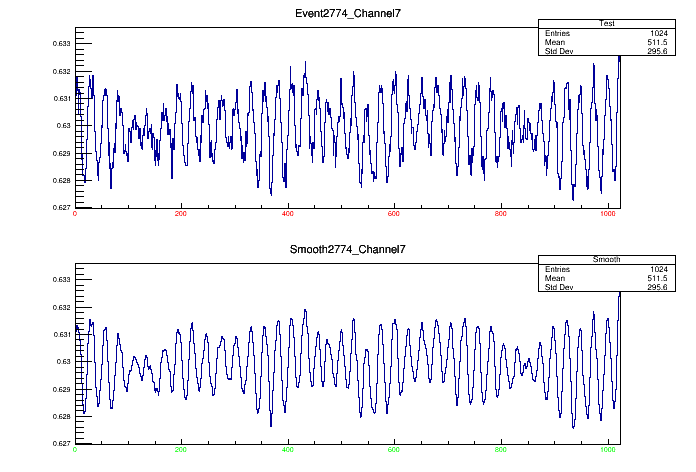 Event2774_Channel7
Test
Entries 1024
Mean 511.5
Std Dev 295.6
0.633
0.632
0.631
0.63
0.629
0.628
0.627
0 200 400 600 800 1000
Smooth2774_Channel7
Smooth
Entries 1024
Mean 511.5
Std Dev 295.6
0.633
0.632
0.631
0.63
0.629
0.628
0.627
0 200 400 600 800 1000